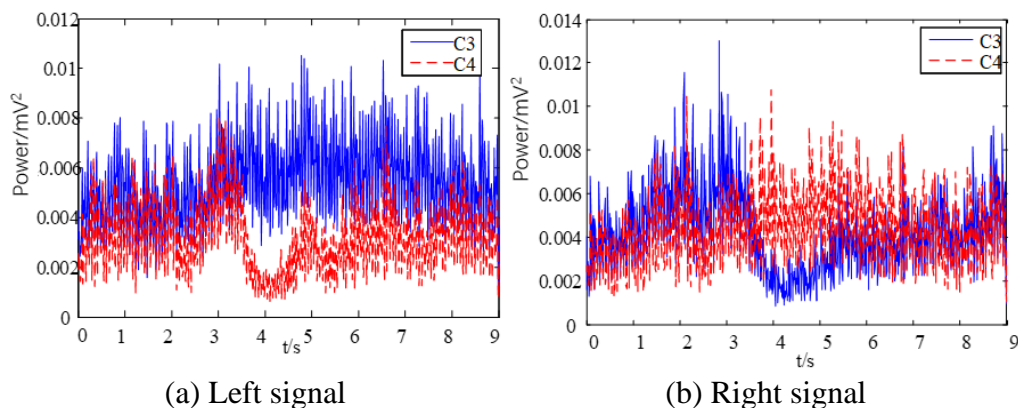 0.012
0.01
0.008
0.006
0.004
0.002
0
Power/mV²
C3
C4
0 1 2 3 4 5 6 7 8 9
t/s
(a) Left signal
0.014
0.012
0.01
0.008
0.006
0.004
0.002
0
Power/mV²
C3
C4
0 1 2 3 4 5 6 7 8 9
t/s
(b) Right signal